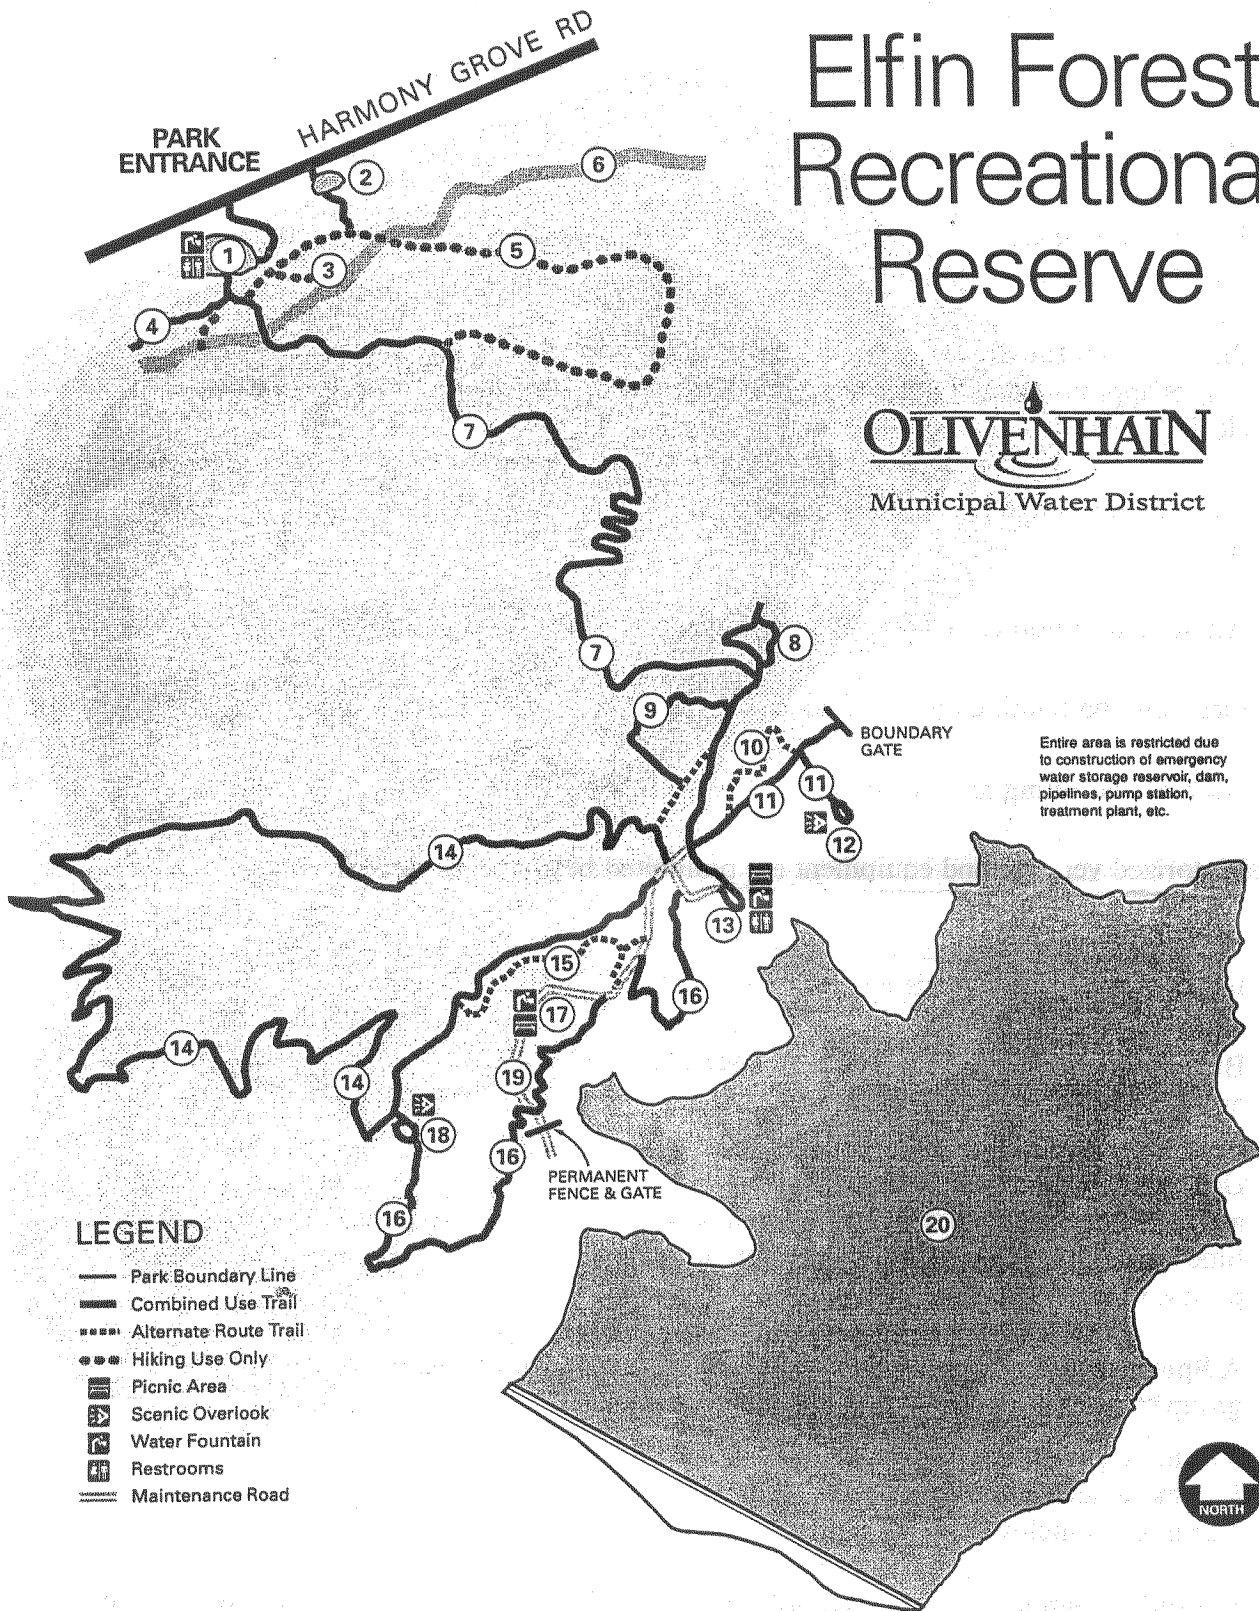 Elfin Forest
Recreationa
Reserve
HARMONY GROVE RD
PARK
ENTRANCE
2
6
1
3
5
4
7
OLIVENHAIN
Municipal Water District
7
8
9
10
BOUNDARY
GATE
11
11
12
Entire area is restricted due
to construction of emergency
water storage reservoir, dam,
pipelines, pump station,
treatment plant, etc.
14
13
15
16
17
14
14
19
18
16
PERMANENT
FENCE & GATE
16
20
LEGEND
Park Boundary Line
Combined Use Trail
Alternate Route Trail
Hiking Use Only
Picnic Area
Scenic Overlook
Water Fountain
Restrooms
Maintenance Road
NORTH